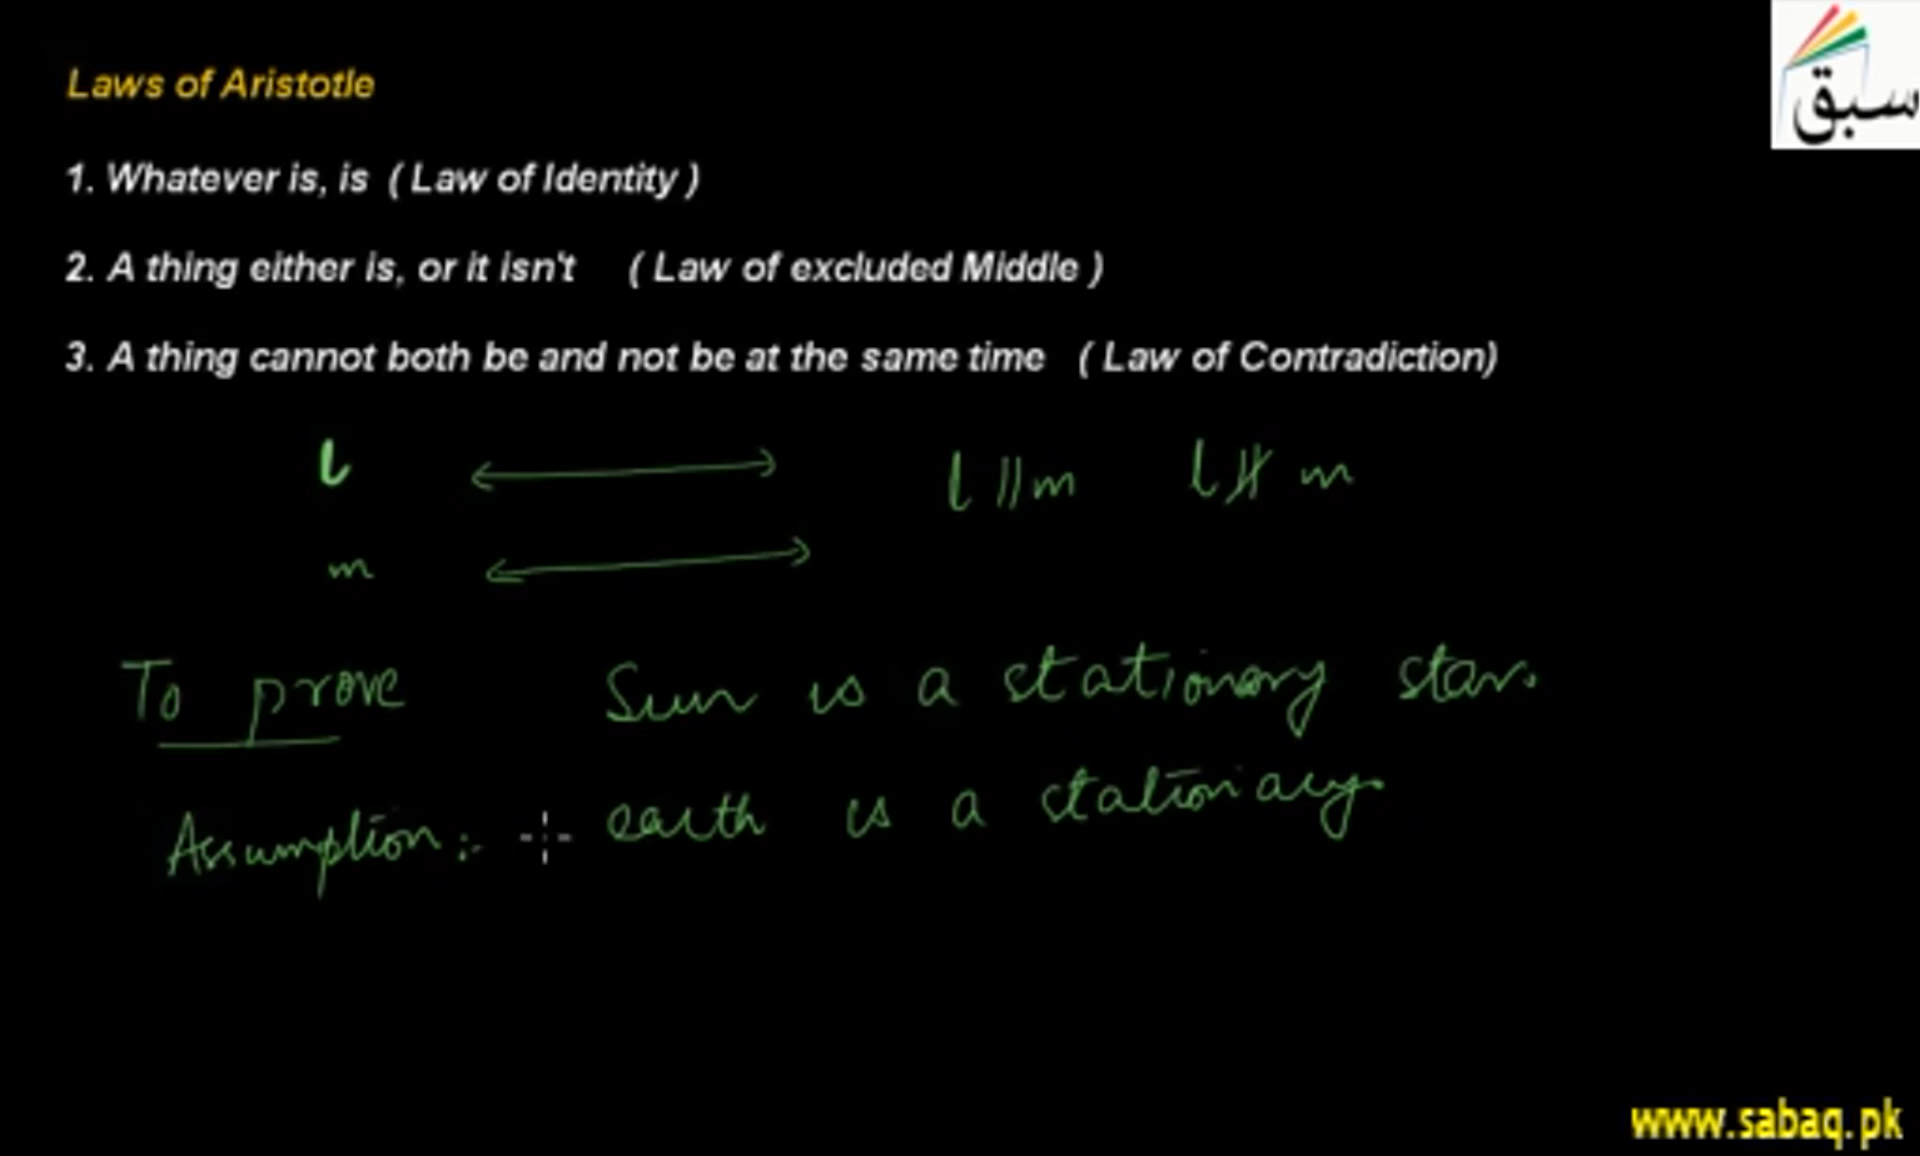 سبق
Laws of Aristotle
1. Whatever is, is ( Law of Identity )
2. A thing either is, or it isn't ( Law of excluded Middle )
3. A thing cannot both be and not be at the same time ( Law of Contradiction)
l l || m l ∦ m
m
To prove Sun is a stationary star.
Assumption:- earth is a stationary.
www.sabaq.pk